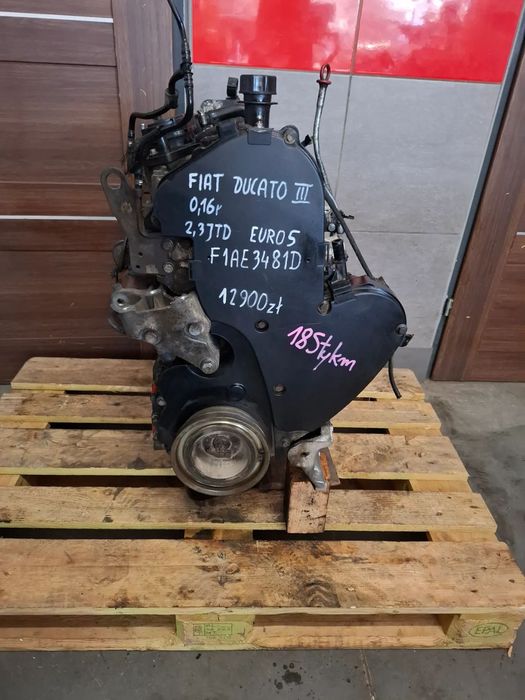 FIAT DUCATO III
0,16r
2,3JTD EURO5
F1AE3481D
12900zł
185tykm
EPAL